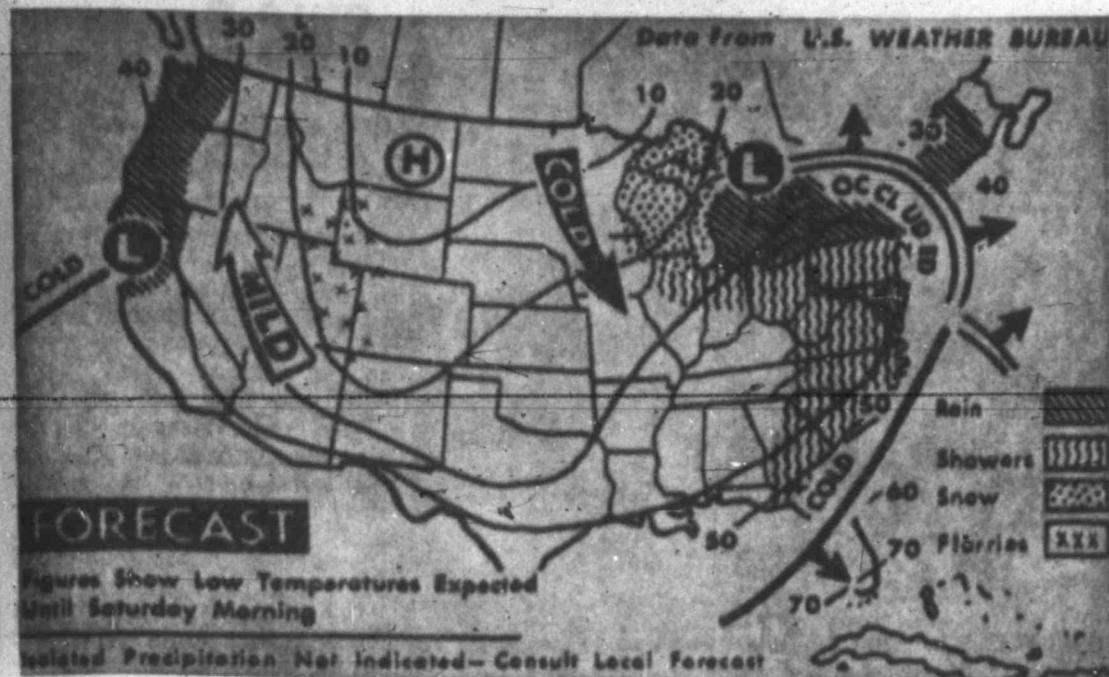 Data From U.S. WEATHER BUREAU
30 20 10
40
10 20
30
40
H
L
OCCLUDED
COLD
L
COLD
MILD
50
Rain
Showers
COLD
60 Snow
50
70 Flurries
XXX
70
FORECAST
Figures Show Low Temperatures Expected
Until Saturday Morning
Isolated Precipitation Not Indicated—Consult Local Forecast